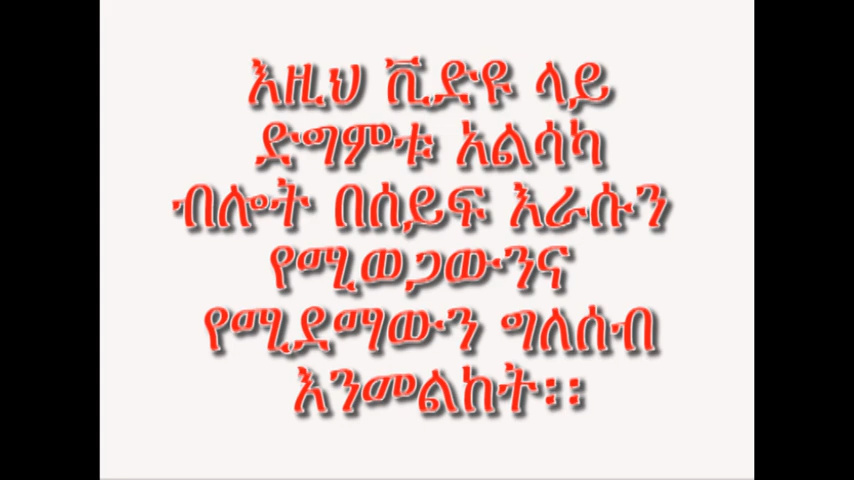 እዚህ ቪድዩ ላይ
ድግምቱ አልሳካ
ብሎት በሰይፍ እራሱን
የሚወጋውንና
የሚደማውን ግለሰብ
እንመልከት፡፡